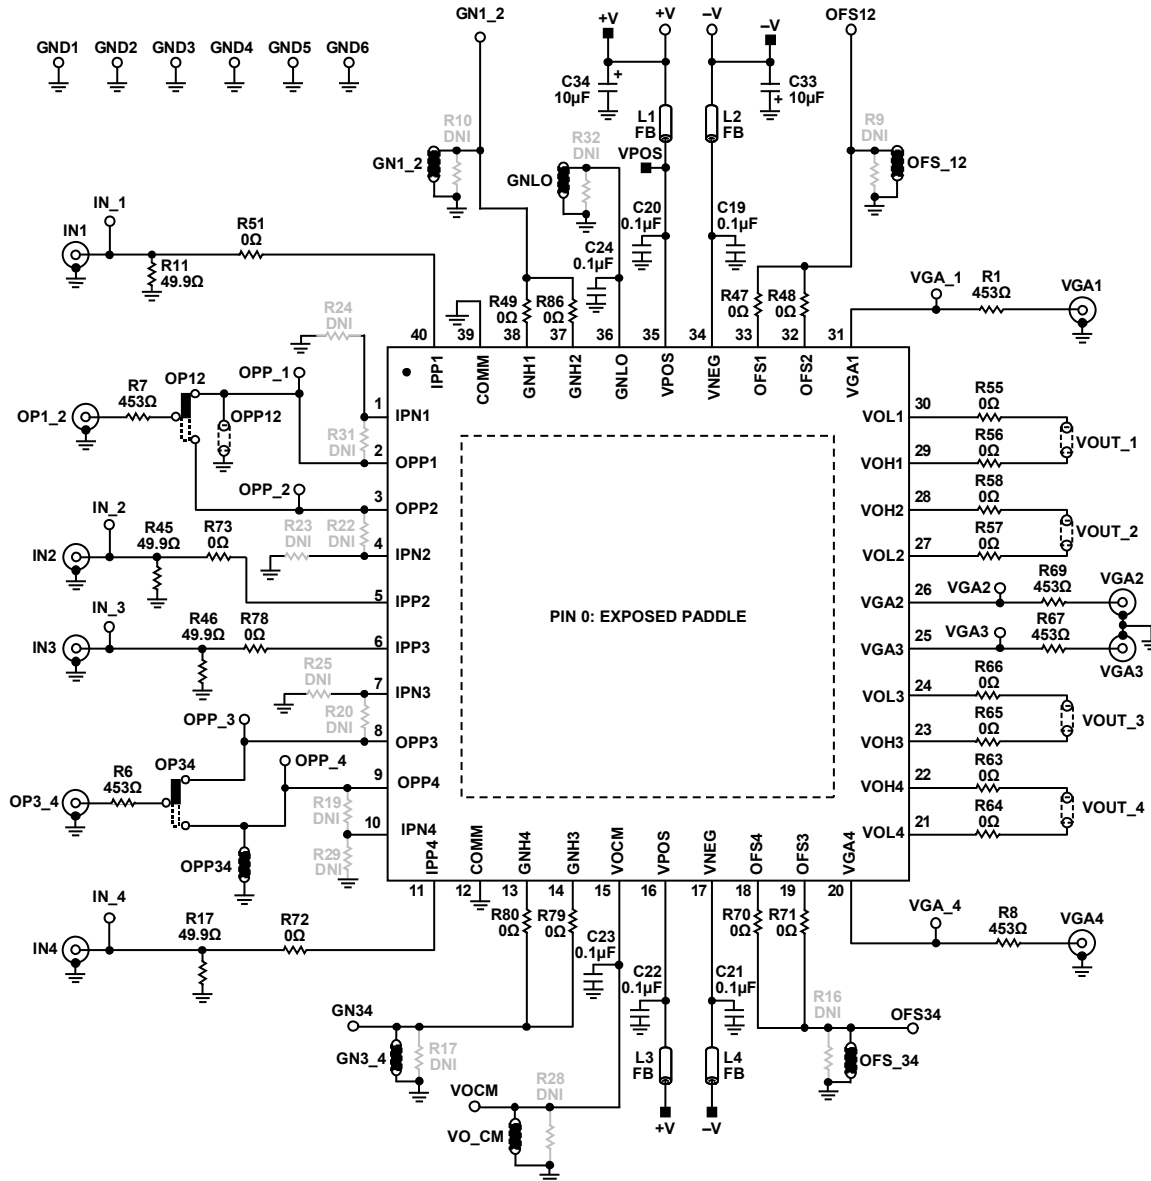 GND1 GND2 GND3 GND4 GND5 GND6
GN1_2
+V
+V
–V
–V
OFS12
C34
10µF
+
C33
10µF
+
L1
FB
L2
FB
R10
DNI
GN1_2
R32
DNI
GNLO
VPOS
R9
DNI
OFS_12
C20
0.1µF
C19
0.1µF
C24
0.1µF
IN1
IN_1
R11
49.9Ω
R51
0Ω
R49
0Ω
R86
0Ω
R47
0Ω
R48
0Ω
VGA_1
R1
453Ω
VGA1
R24
DNI
40 39 38 37 36 35 34 33 32 31
IPP1 COMM GNH1 GNH2 GNLO VPOS VNEG OFS1 OFS2 VGA1
OP1_2
R7
453Ω
OP12
OPP_1
OPP12
R31
DNI
1 IPN1
2 OPP1
OPP_2
3 OPP2
R23
DNI
R22
DNI
4 IPN2
IN2
IN_2
R45
49.9Ω
R73
0Ω
5 IPP2
IN3
IN_3
R46
49.9Ω
R78
0Ω
6 IPP3
R25
DNI
7 IPN3
R20
DNI
OPP_3
8 OPP3
OP3_4
R6
453Ω
OP34
OPP_4
9 OPP4
R19
DNI
10 IPN4
OPP34
R29
DNI
PIN 0: EXPOSED PADDLE
VOL1 30
R55
0Ω
VOUT_1
VOH1 29
R56
0Ω
VOH2 28
R58
0Ω
VOUT_2
VOL2 27
R57
0Ω
VGA2 26
VGA2
R69
453Ω
VGA2
VGA3 25
VGA3
R67
453Ω
VGA3
VOL3 24
R66
0Ω
VOUT_3
VOH3 23
R65
0Ω
VOH4 22
R63
0Ω
VOUT_4
VOL4 21
R64
0Ω
IPP4 COMM GNH4 GNH3 VOCM VPOS VNEG OFS4 OFS3 VGA4
11 12 13 14 15 16 17 18 19 20
IN4
IN_4
R17
49.9Ω
R72
0Ω
R80
0Ω
R79
0Ω
C23
0.1µF
C22
0.1µF
C21
0.1µF
R70
0Ω
R71
0Ω
VGA_4
R8
453Ω
VGA4
GN34
GN3_4
R17
DNI
R16
DNI
OFS34
OFS_34
L3
FB
L4
FB
VOCM
VO_CM
R28
DNI
+V
–V